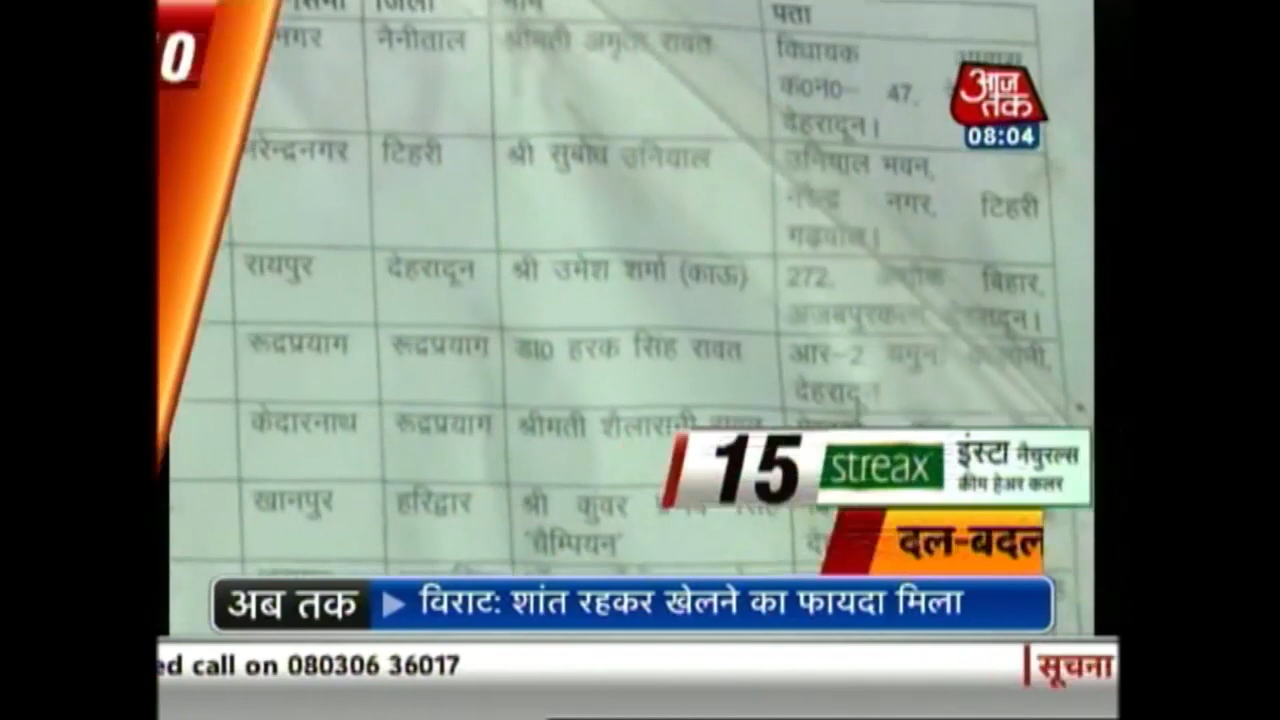 जिला नाम पता
0
नगर नैनीताल श्रीमती अमृता रावत विधायक
क0न0- 47,
देहरादून।
आज
तक
08:04
नरेन्द्रनगर टिहरी श्री सुबोध उनियाल उनियाल भवन,
नगर, टिहरी
रायपुर देहरादून श्री उमेश शर्मा (काऊ) 272, बिहार,
रूद्रप्रयाग रूद्रप्रयाग डा0 हरक सिंह रावत आर-2
देहरादून
केदारनाथ रूद्रप्रयाग श्रीमती शैलारानी
15 streax इंस्टा नैचुरल्स
क्रीम हेअर कलर
खानपुर हरिद्वार श्री कुवर
'चैम्पियन'
दल-बदल
अब तक विराट: शांत रहकर खेलने का फायदा मिला
ed call on 080306 36017 सूचना